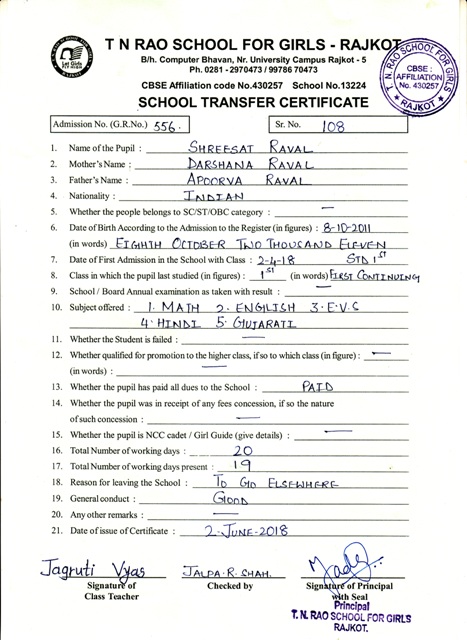 T N RAO SCHOOL FOR GIRLS - RAJKOT
B/h. Computer Bhavan, Nr. University Campus Rajkot - 5
Ph. 0281 - 2970473 / 99786 70473
CBSE Affiliation code No.430257 School No.13224
T. N. RAO SCHOOL FOR GIRLS
CBSE :
AFFILIATION
No. 430257
RAJKOT
SCHOOL TRANSFER CERTIFICATE
Admission No. (G.R.No.) 556. Sr. No. 108
1. Name of the Pupil : SHREESAT RAVAL
2. Mother's Name : DARSHANA RAVAL
3. Father's Name : APOORVA RAVAL
4. Nationality : INDIAN
5. Whether the people belongs to SC/ST/OBC category : —
6. Date of Birth According to the Admission to the Register (in figures) : 8-10-2011
(in words) EIGHTH OCTOBER TWO THOUSAND ELEVEN
7. Date of First Admission in the School with Class : 2-4-18 STD 1st
8. Class in which the pupil last studied (in figures) : 1st (in words) FIRST CONTINUING
9. School / Board Annual examination as taken with result : —
10. Subject offered : 1. MATH 2. ENGLISH 3. E.V.S
4. HINDI 5. GUJARATI
11. Whether the Student is failed : —
12. Whether qualified for promotion to the higher class, if so to which class (in figure) : —
(in words) : —
13. Whether the pupil has paid all dues to the School : PAID
14. Whether the pupil was in receipt of any fees concession, if so the nature
of such concession : —
15. Whether the pupil is NCC cadet / Girl Guide (give details) : —
16. Total Number of working days : 20
17. Total Number of working days present : 19
18. Reason for leaving the School : TO GO ELSEWHERE
19. General conduct : GOOD
20. Any other remarks : —
21. Date of issue of Certificate : 2-JUNE-2018
Jagruti Vyas JALPA.R.SHAH.
Signature of Class Teacher
Checked by
Signature of Principal with Seal
Principal
T. N. RAO SCHOOL FOR GIRLS
RAJKOT.